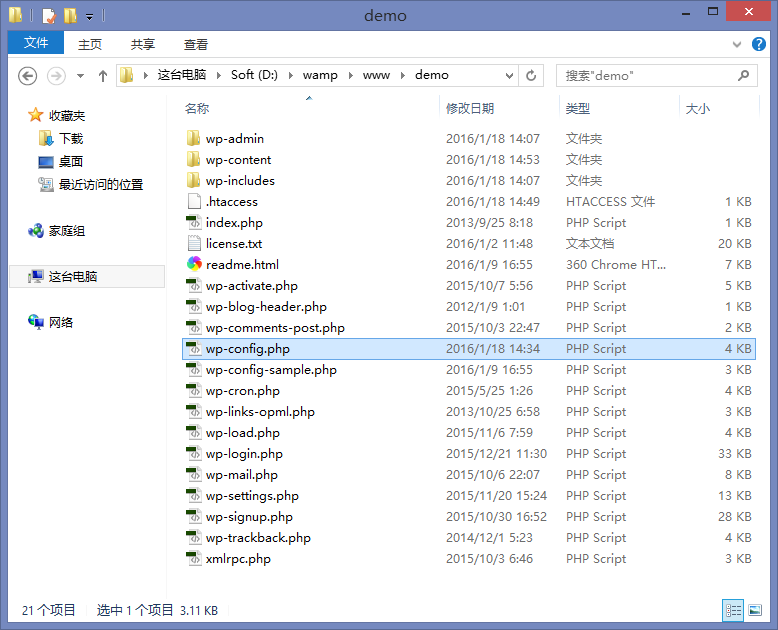 demo
文件 主页 共享 查看
这台电脑 Soft (D:) wamp www demo 搜索"demo"
收藏夹
下载
桌面
最近访问的位置
家庭组
这台电脑
网络
名称 修改日期 类型 大小
wp-admin 2016/1/18 14:07 文件夹
wp-content 2016/1/18 14:53 文件夹
wp-includes 2016/1/18 14:07 文件夹
.htaccess 2016/1/18 14:49 HTACCESS 文件 1 KB
index.php 2013/9/25 8:18 PHP Script 1 KB
license.txt 2016/1/2 11:48 文本文档 20 KB
readme.html 2016/1/9 16:55 360 Chrome HT... 7 KB
wp-activate.php 2015/10/7 5:56 PHP Script 5 KB
wp-blog-header.php 2012/1/9 1:01 PHP Script 1 KB
wp-comments-post.php 2015/10/3 22:47 PHP Script 2 KB
wp-config.php 2016/1/18 14:34 PHP Script 4 KB
wp-config-sample.php 2016/1/9 16:55 PHP Script 3 KB
wp-cron.php 2015/5/25 1:26 PHP Script 4 KB
wp-links-opml.php 2013/10/25 6:58 PHP Script 3 KB
wp-load.php 2015/11/6 7:59 PHP Script 4 KB
wp-login.php 2015/12/21 11:30 PHP Script 33 KB
wp-mail.php 2015/10/6 22:07 PHP Script 8 KB
wp-settings.php 2015/11/20 15:24 PHP Script 13 KB
wp-signup.php 2015/10/30 16:52 PHP Script 28 KB
wp-trackback.php 2014/12/1 5:23 PHP Script 4 KB
xmlrpc.php 2015/10/3 6:46 PHP Script 3 KB
21 个项目 选中 1 个项目 3.11 KB